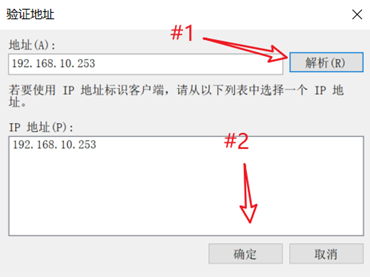 验证地址
#1
地址(A):
192.168.10.253
解析(R)
若要使用 IP 地址标识客户端，请从以下列表中选择一个 IP 地
址。
IP 地址(P):
#2
192.168.10.253
确定
取消